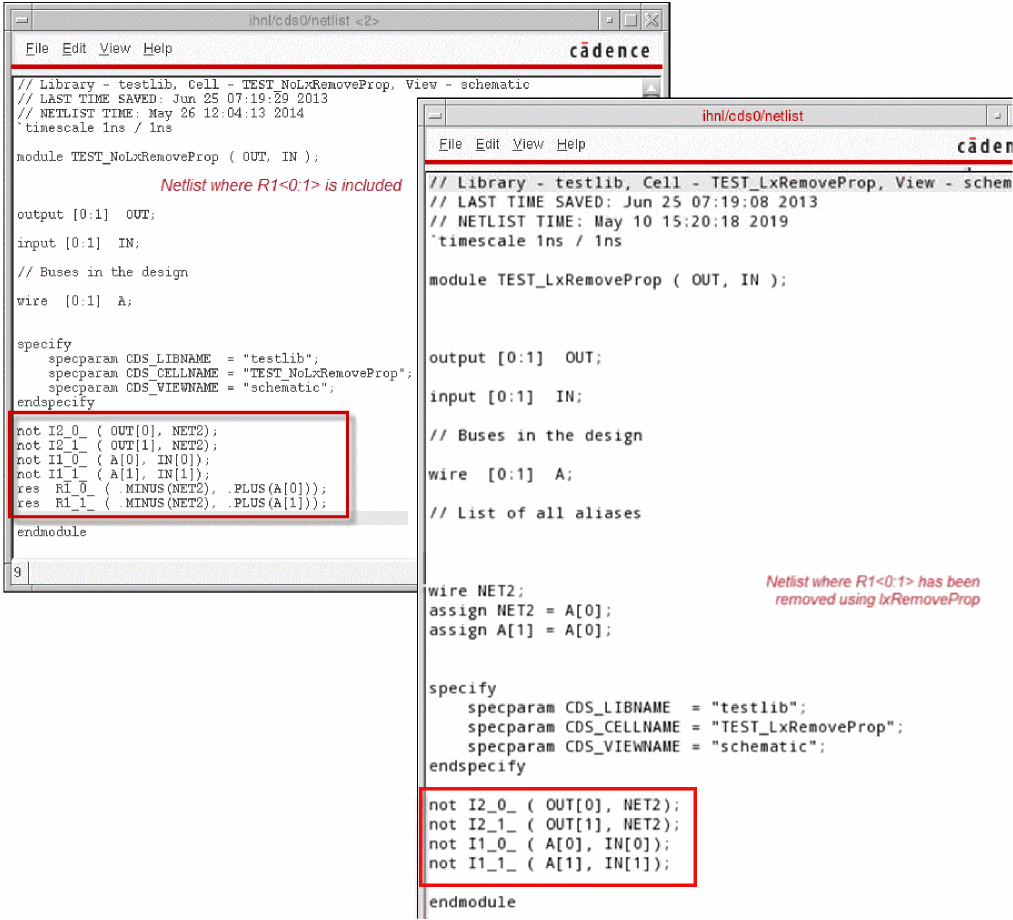 ihnl/cds0/netlist <2>
File Edit View Help
cādence
// Library - testlib, Cell - TEST_NoLxRemoveProp, View - schematic
// LAST TIME SAVED: Jun 25 07:19:29 2013
// NETLIST TIME: May 26 12:04:13 2014
`timescale 1ns / 1ns
module TEST_NoLxRemoveProp ( OUT, IN );
Netlist where R1<0:1> is included
output [0:1]  OUT;
input [0:1]  IN;
// Buses in the design
wire  [0:1]  A;
specify
    specparam CDS_LIBNAME  = "testlib";
    specparam CDS_CELLNAME = "TEST_NoLxRemoveProp";
    specparam CDS_VIEWNAME = "schematic";
endspecify
not I2_0_ ( OUT[0], NET2);
not I2_1_ ( OUT[1], NET2);
not I1_0_ ( A[0], IN[0]);
not I1_1_ ( A[1], IN[1]);
res  R1_0_ ( .MINUS(NET2), .PLUS(A[0]));
res  R1_1_ ( .MINUS(NET2), .PLUS(A[1]));
endmodule
9
ihnl/cds0/netlist
File Edit View Help
cāden
// Library - testlib, Cell - TEST_LxRemoveProp, View - schem
// LAST TIME SAVED: Jun 25 07:19:08 2013
// NETLIST TIME: May 10 15:20:18 2019
`timescale 1ns / 1ns
module TEST_LxRemoveProp ( OUT, IN );
output [0:1]  OUT;
input [0:1]  IN;
// Buses in the design
wire  [0:1]  A;
// List of all aliases
wire NET2;
assign NET2 = A[0];
assign A[1] = A[0];
Netlist where R1<0:1> has been
removed using lxRemoveProp
specify
    specparam CDS_LIBNAME  = "testlib";
    specparam CDS_CELLNAME = "TEST_LxRemoveProp";
    specparam CDS_VIEWNAME = "schematic";
endspecify
not I2_0_ ( OUT[0], NET2);
not I2_1_ ( OUT[1], NET2);
not I1_0_ ( A[0], IN[0]);
not I1_1_ ( A[1], IN[1]);
endmodule